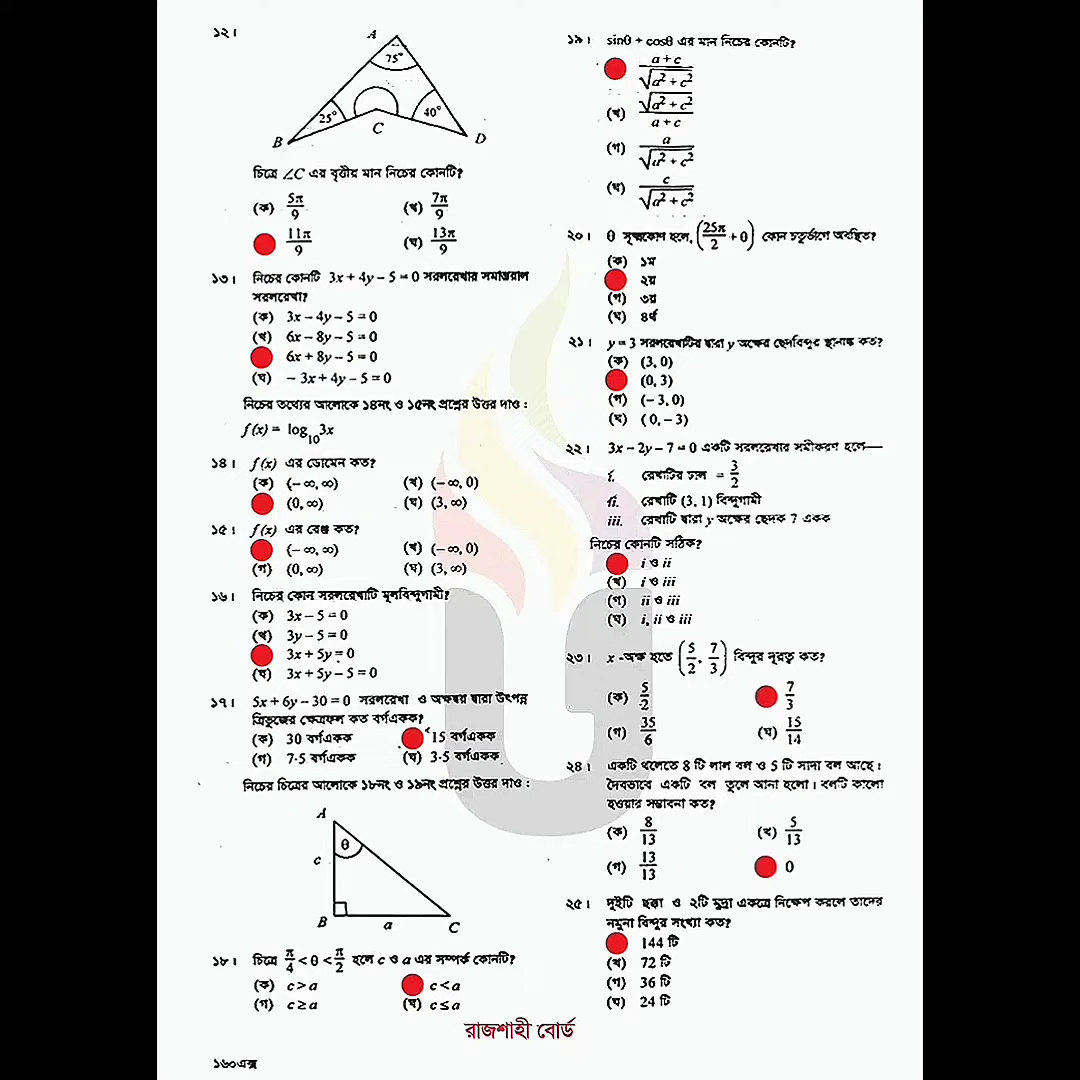 ১২।
A
75°
25°
40°
C
B
D
চিত্রে ∠C এর বৃত্তীয় মান নিচের কোনটি?
(ক) 5π/9 (খ) 7π/9
11π/9 (ঘ) 13π/9
১৩। নিচের কোনটি 3x + 4y – 5 = 0 সরলরেখার সমান্তরাল
সরলরেখা?
(ক) 3x – 4y – 5 = 0
(খ) 6x – 8y – 5 = 0
6x + 8y – 5 = 0
(ঘ) – 3x + 4y – 5 = 0
নিচের তথ্যের আলোকে ১৪নং ও ১৫নং প্রশ্নের উত্তর দাও :
f(x) = log₁₀3x
১৪। f(x) এর ডোমেন কত?
(ক) (– ∞, ∞) (খ) (– ∞, 0)
(0, ∞) (ঘ) (3, ∞)
১৫। f(x) এর রেঞ্জ কত?
(– ∞, ∞) (খ) (– ∞, 0)
(গ) (0, ∞) (ঘ) (3, ∞)
১৬। নিচের কোন সরলরেখাটি মূলবিন্দুগামী?
(ক) 3x – 5 = 0
(খ) 3y – 5 = 0
3x + 5y = 0
(ঘ) 3x + 5y – 5 = 0
১৭। 5x + 6y – 30 = 0 সরলরেখা ও অক্ষদ্বয় দ্বারা উৎপন্ন
ত্রিভুজের ক্ষেত্রফল কত বর্গএকক?
(ক) 30 বর্গএকক 15 বর্গএকক
(গ) 7·5 বর্গএকক (ঘ) 3·5 বর্গএকক
নিচের চিত্রের আলোকে ১৮নং ও ১৯নং প্রশ্নের উত্তর দাও :
A
θ
c
B a C
১৮। চিত্রে π/4 < θ < π/2 হলে c ও a এর সম্পর্ক কোনটি?
(ক) c > a c < a
(গ) c ≥ a (ঘ) c ≤ a
১৯। sinθ + cosθ এর মান নিচের কোনটি?
a + c/√a² + c²
(খ) √a² + c²/a + c
(গ) a/√a² + c²
(ঘ) c/√a² + c²
২০। θ সূক্ষ্মকোণ হলে, (25π/2 + θ) কোন চতুর্ভাগে অবস্থিত?
(ক) ১ম
২য়
(গ) ৩য়
(ঘ) ৪র্থ
২১। y = 3 সরলরেখাটির দ্বারা y অক্ষের ছেদবিন্দুর স্থানাঙ্ক কত?
(ক) (3, 0)
(0, 3)
(গ) (– 3, 0)
(ঘ) (0, – 3)
২২। 3x – 2y – 7 = 0 একটি সরলরেখার সমীকরণ হলে—
i. রেখাটির ঢাল = 3/2
ii. রেখাটি (3, 1) বিন্দুগামী
iii. রেখাটি দ্বারা y অক্ষের ছেদক 7 একক
নিচের কোনটি সঠিক?
i ও ii
(খ) i ও iii
(গ) ii ও iii
(ঘ) i, ii ও iii
২৩। x -অক্ষ হতে (5/2, 7/3) বিন্দুর দূরত্ব কত?
(ক) 5/2 7/3
(গ) 35/6 (ঘ) 15/14
২৪। একটি থলেতে 8 টি লাল বল ও 5 টি সাদা বল আছে।
দৈবভাবে একটি বল তুলে আনা হলো। বলটি কালো
হওয়ার সম্ভাবনা কত?
(ক) 8/13 (খ) 5/13
(গ) 13/13 0
২৫। দুইটি ছক্কা ও ২টি মুদ্রা একত্রে নিক্ষেপ করলে তাদের
নমুনা বিন্দুর সংখ্যা কত?
144 টি
(খ) 72 টি
(গ) 36 টি
(ঘ) 24 টি
রাজশাহী বোর্ড
১৬০এক্স